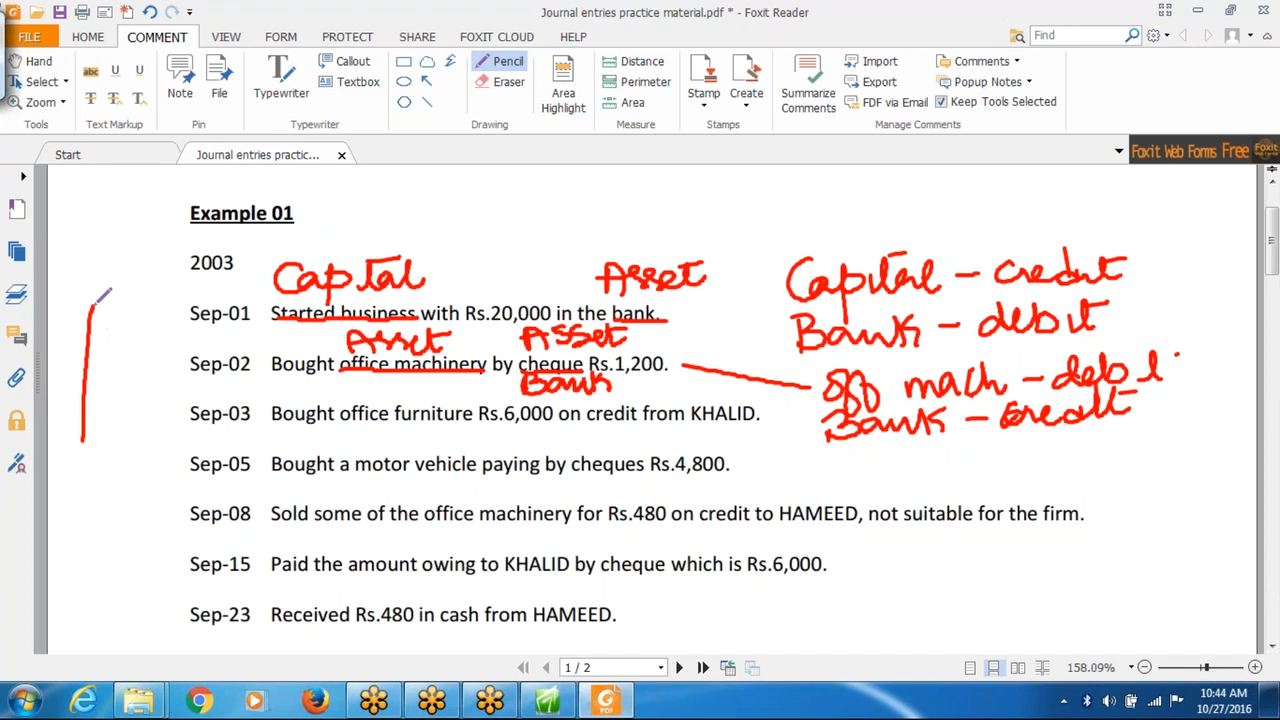 Journal entries practice material.pdf * - Foxit Reader
FILE HOME COMMENT VIEW FORM PROTECT SHARE FOXIT CLOUD HELP Find
Hand Select Zoom Tools
abc U U T T T Text Markup
Note File Pin
Typewriter Callout Textbox Typewriter
Pencil Eraser Area Highlight Drawing
Distance Perimeter Area Measure
Stamp Create Stamps
Summarize Comments Import Export FDF via Email Comments Popup Notes Keep Tools Selected Manage Comments
Start Journal entries practic... Foxit Web Forms Free Foxit
Example 01
2003
Capital Asset Capital - credit
Sep-01 Started business with Rs.20,000 in the bank.
Asset Asset Bank - debit
Sep-02 Bought office machinery by cheque Rs.1,200.
Bank off mach - debit
Bank - credit
Sep-03 Bought office furniture Rs.6,000 on credit from KHALID.
Sep-05 Bought a motor vehicle paying by cheques Rs.4,800.
Sep-08 Sold some of the office machinery for Rs.480 on credit to HAMEED, not suitable for the firm.
Sep-15 Paid the amount owing to KHALID by cheque which is Rs.6,000.
Sep-23 Received Rs.480 in cash from HAMEED.
1 / 2 158.09%
PDF
10:44 AM
10/27/2016